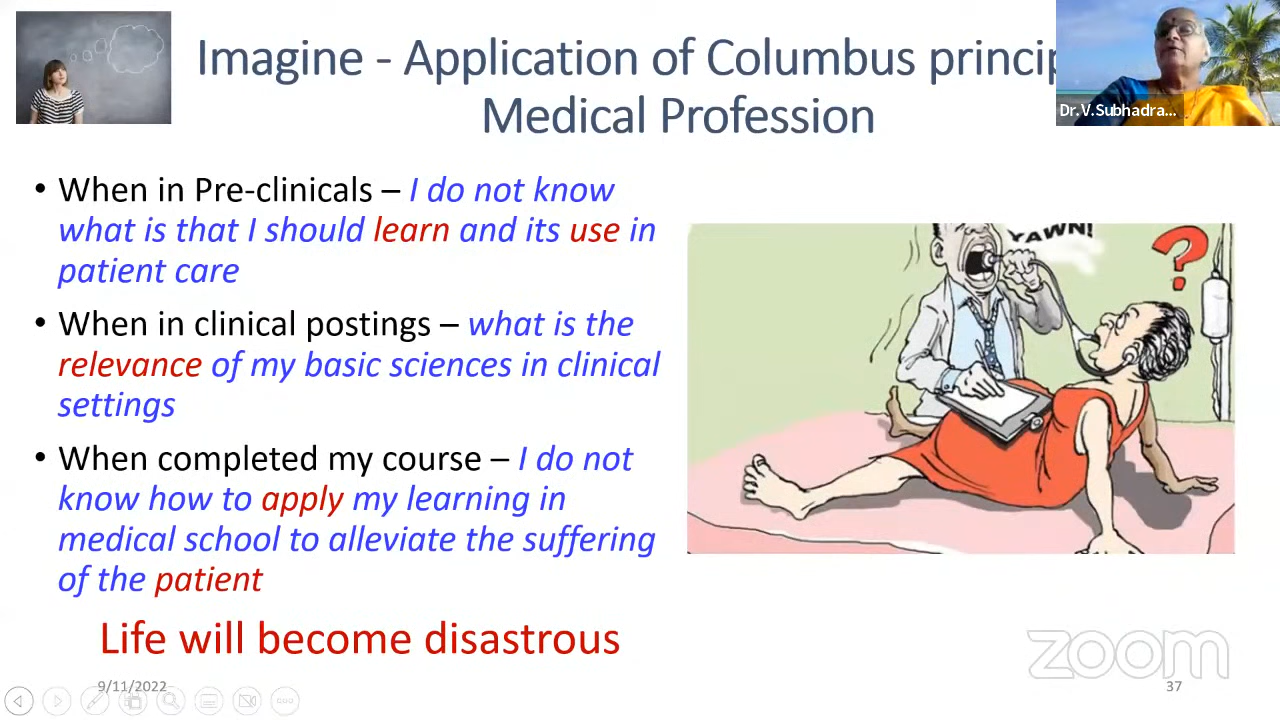 Imagine - Application of Columbus princip
Medical Profession
Dr.V.Subhadra...
• When in Pre-clinicals – I do not know
what is that I should learn and its use in
patient care
• When in clinical postings – what is the
relevance of my basic sciences in clinical
settings
• When completed my course – I do not
know how to apply my learning in
medical school to alleviate the suffering
of the patient
Life will become disastrous
YAWN!
?
zoom
9/11/2022
37